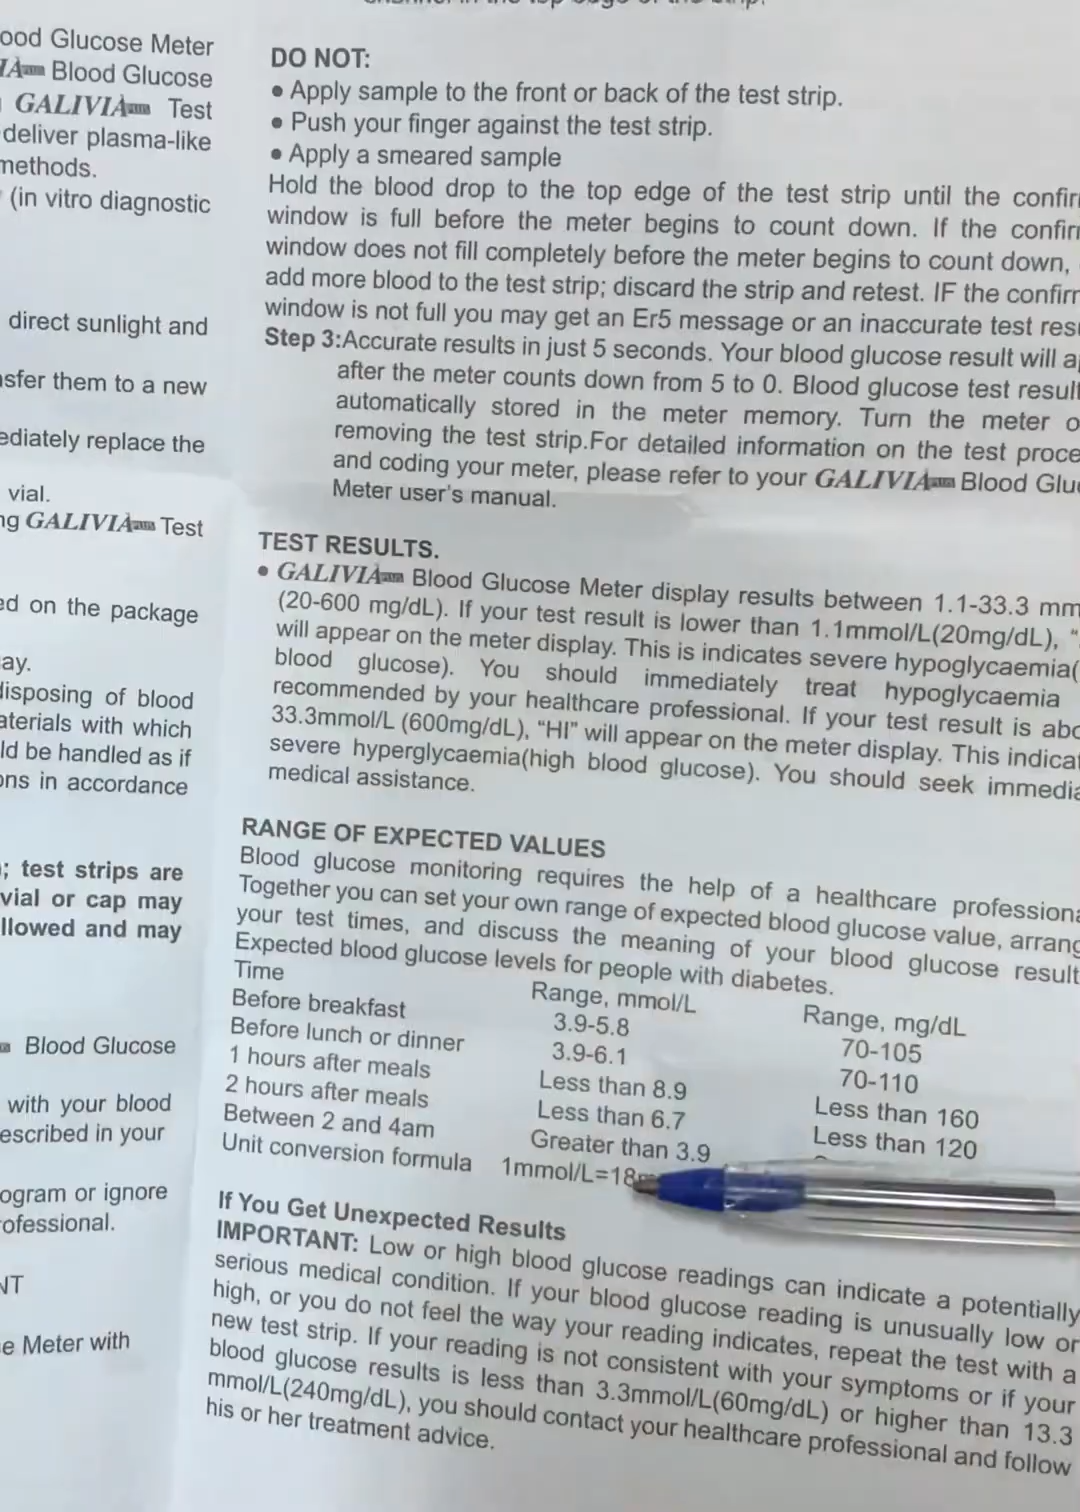 ood Glucose Meter
Blood Glucose
GALIVIA Test
deliver plasma-like
methods.
(in vitro diagnostic
direct sunlight and
nsfer them to a new
ediately replace the
vial.
ng GALIVIA Test
ed on the package
ay.
disposing of blood
aterials with which
ld be handled as if
ons in accordance
; test strips are
vial or cap may
llowed and may
Blood Glucose
with your blood
escribed in your
ogram or ignore
rofessional.
NT
e Meter with
DO NOT:
• Apply sample to the front or back of the test strip.
• Push your finger against the test strip.
• Apply a smeared sample
Hold the blood drop to the top edge of the test strip until the confir
window is full before the meter begins to count down. If the confir
window does not fill completely before the meter begins to count down,
add more blood to the test strip; discard the strip and retest. IF the confir
window is not full you may get an Er5 message or an inaccurate test res
Step 3:Accurate results in just 5 seconds. Your blood glucose result will a
after the meter counts down from 5 to 0. Blood glucose test result
automatically stored in the meter memory. Turn the meter o
removing the test strip.For detailed information on the test proce
and coding your meter, please refer to your GALIVIA Blood Glu
Meter user's manual.
TEST RESULTS.
• GALIVIA Blood Glucose Meter display results between 1.1-33.3 mm
(20-600 mg/dL). If your test result is lower than 1.1mmol/L(20mg/dL), “
will appear on the meter display. This is indicates severe hypoglycaemia(
blood glucose). You should immediately treat hypoglycaemia
recommended by your healthcare professional. If your test result is abo
33.3mmol/L (600mg/dL), “HI” will appear on the meter display. This indica
severe hyperglycaemia(high blood glucose). You should seek immedia
medical assistance.
RANGE OF EXPECTED VALUES
Blood glucose monitoring requires the help of a healthcare professiona
Together you can set your own range of expected blood glucose value, arrang
your test times, and discuss the meaning of your blood glucose result
Expected blood glucose levels for people with diabetes.
Time Range, mmol/L Range, mg/dL
Before breakfast 3.9-5.8 70-105
Before lunch or dinner 3.9-6.1 70-110
1 hours after meals Less than 8.9 Less than 160
2 hours after meals Less than 6.7 Less than 120
Between 2 and 4am Greater than 3.9
Unit conversion formula 1mmol/L=18
If You Get Unexpected Results
IMPORTANT: Low or high blood glucose readings can indicate a potentially
serious medical condition. If your blood glucose reading is unusually low or
high, or you do not feel the way your reading indicates, repeat the test with a
new test strip. If your reading is not consistent with your symptoms or if your
blood glucose results is less than 3.3mmol/L(60mg/dL) or higher than 13.3
mmol/L(240mg/dL), you should contact your healthcare professional and follow
his or her treatment advice.